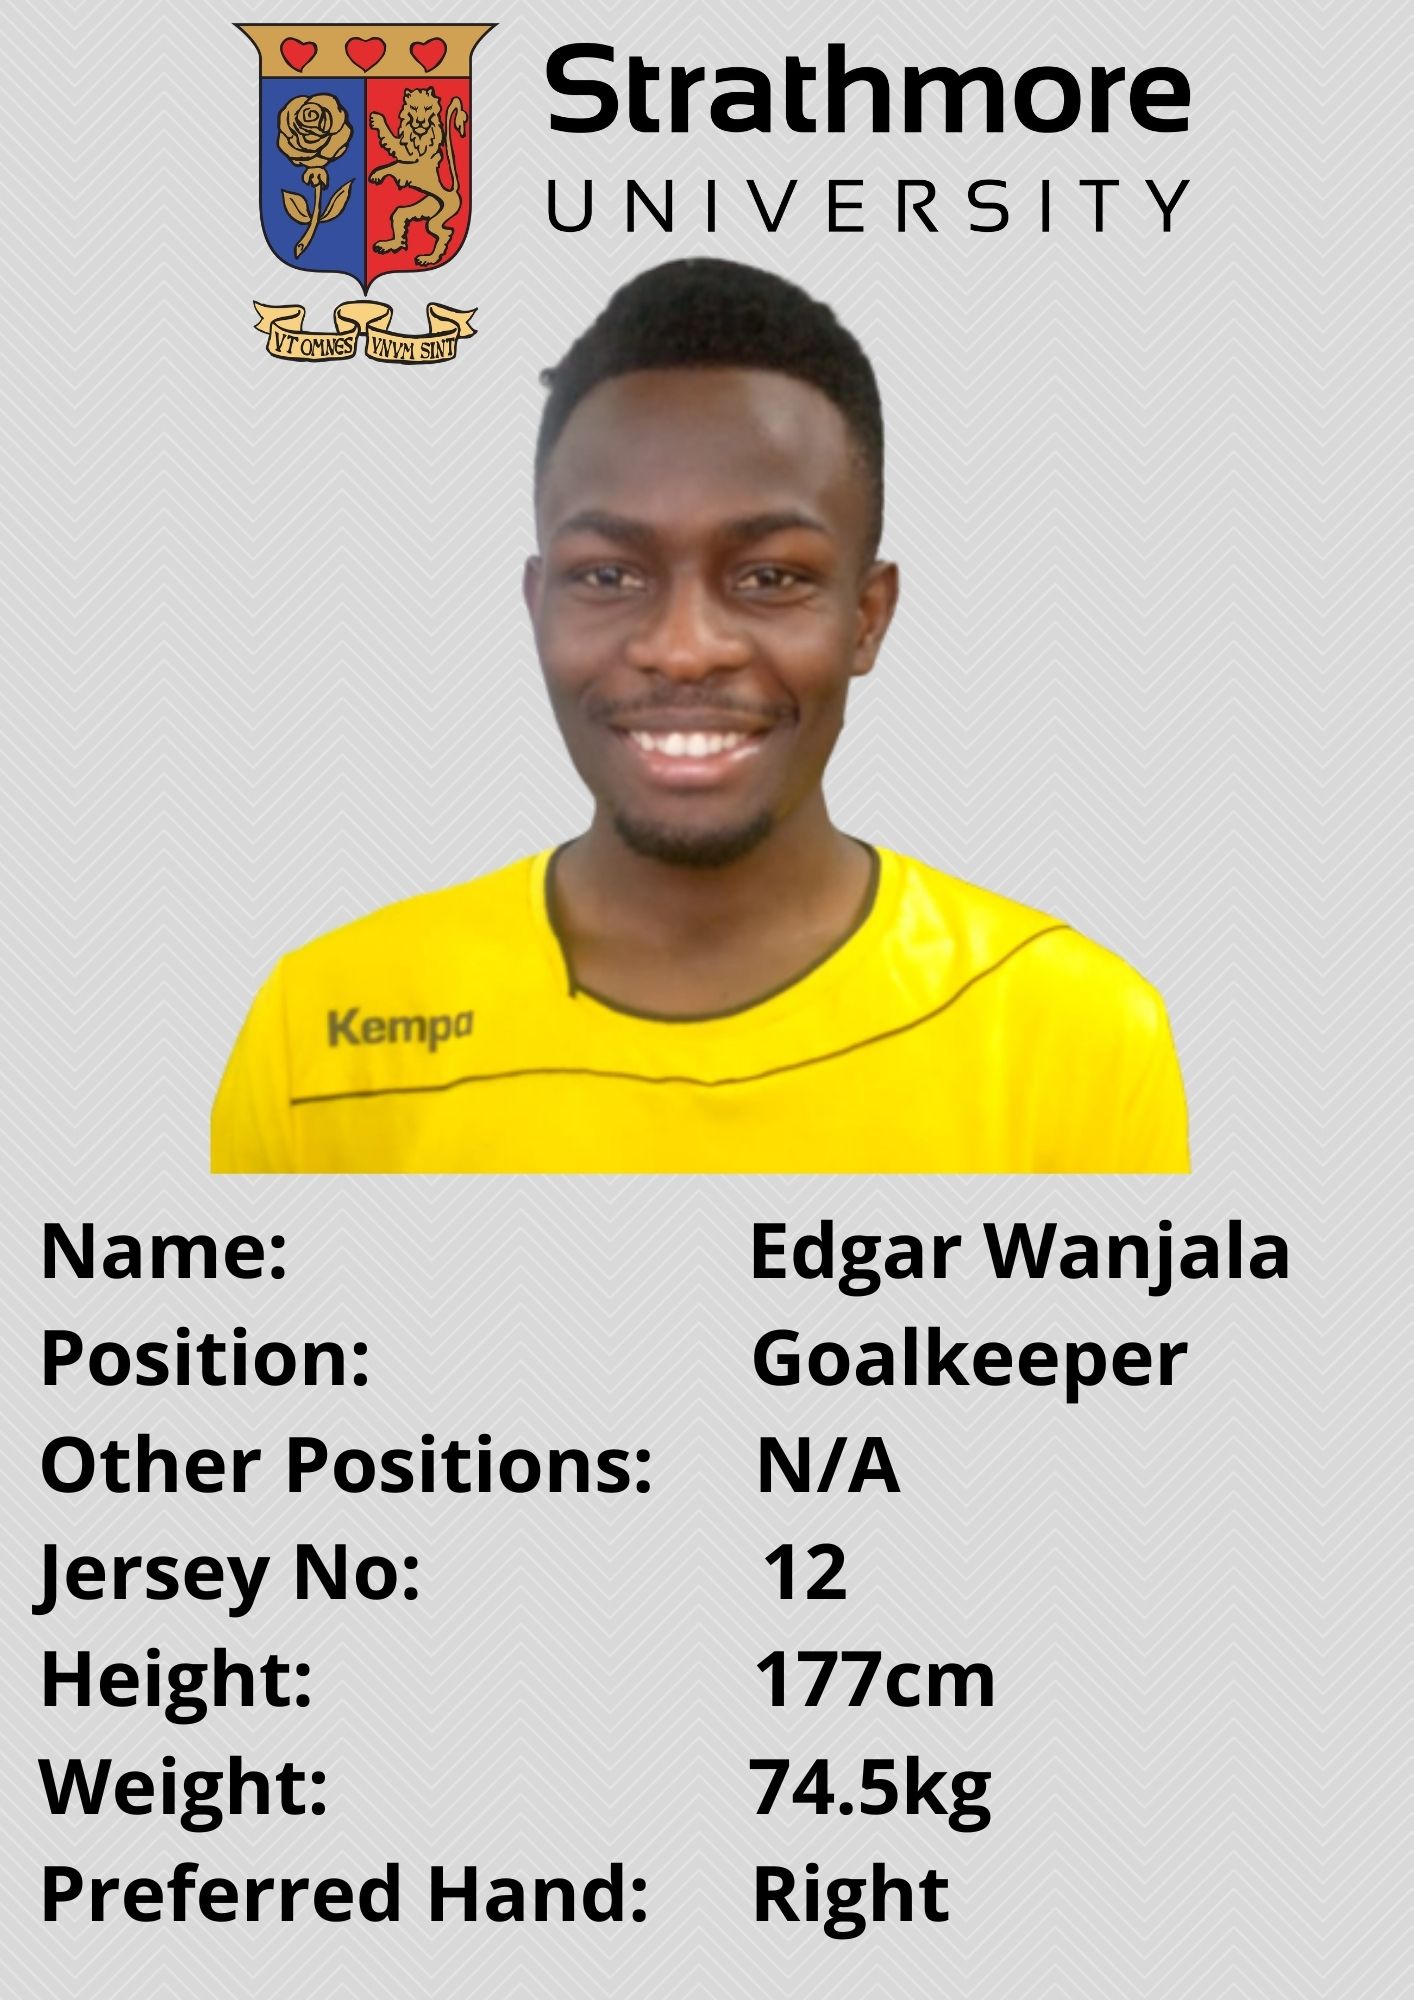 Strathmore
UNIVERSITY
VT OMNES VNVM SINT
Kempa
Name: Edgar Wanjala
Position: Goalkeeper
Other Positions: N/A
Jersey No: 12
Height: 177cm
Weight: 74.5kg
Preferred Hand: Right